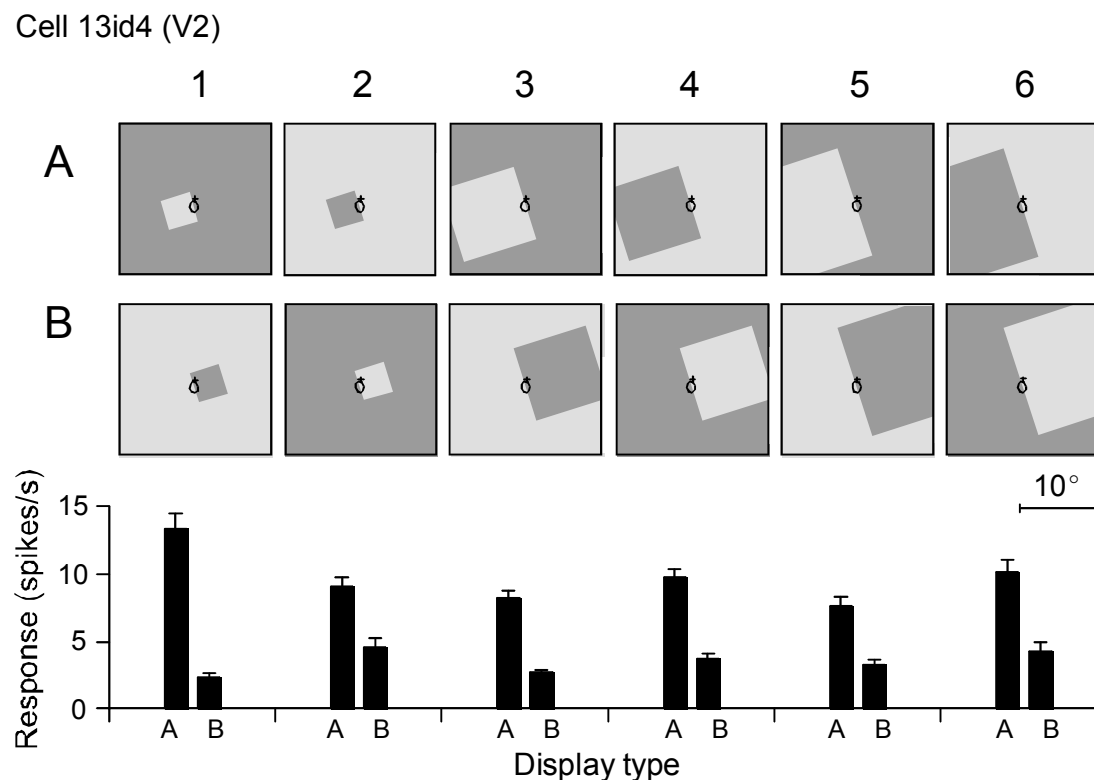 Cell 13id4 (V2)
1 2 3 4 5 6
A
B
10°
Response (spikes/s)
15
10
5
0
A B A B A B A B A B A B
Display type